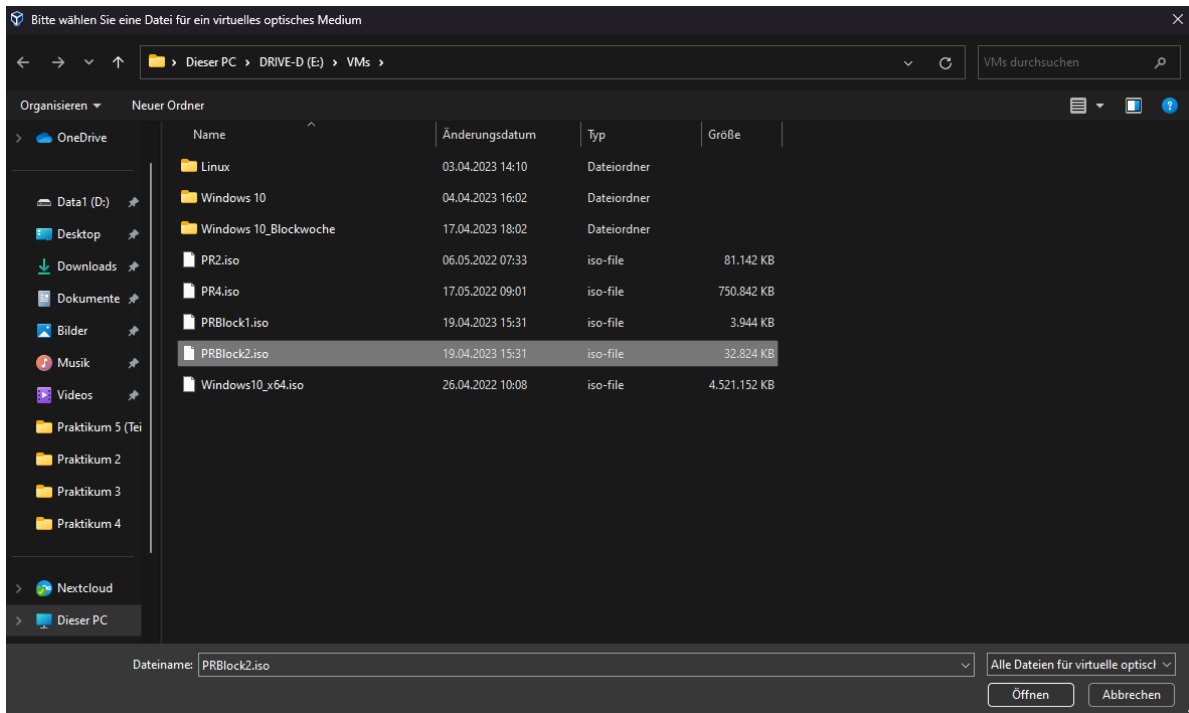 Bitte wählen Sie eine Datei für ein virtuelles optisches Medium
Dieser PC > DRIVE-D (E:) > VMs >
VMs durchsuchen
Organisieren
Neuer Ordner
OneDrive
Data1 (D:)
Desktop
Downloads
Dokumente
Bilder
Musik
Videos
Praktikum 5 (Tei
Praktikum 2
Praktikum 3
Praktikum 4
Nextcloud
Dieser PC
Name Änderungsdatum Typ Größe
Linux 03.04.2023 14:10 Dateiordner
Windows 10 04.04.2023 16:02 Dateiordner
Windows 10_Blockwoche 17.04.2023 18:02 Dateiordner
PR2.iso 06.05.2022 07:33 iso-file 81.142 KB
PR4.iso 17.05.2022 09:01 iso-file 750.842 KB
PRBlock1.iso 19.04.2023 15:31 iso-file 3.944 KB
PRBlock2.iso 19.04.2023 15:31 iso-file 32.824 KB
Windows10_x64.iso 26.04.2022 10:08 iso-file 4.521.152 KB
Dateiname: PRBlock2.iso
Alle Dateien für virtuelle optiscl
Öffnen
Abbrechen